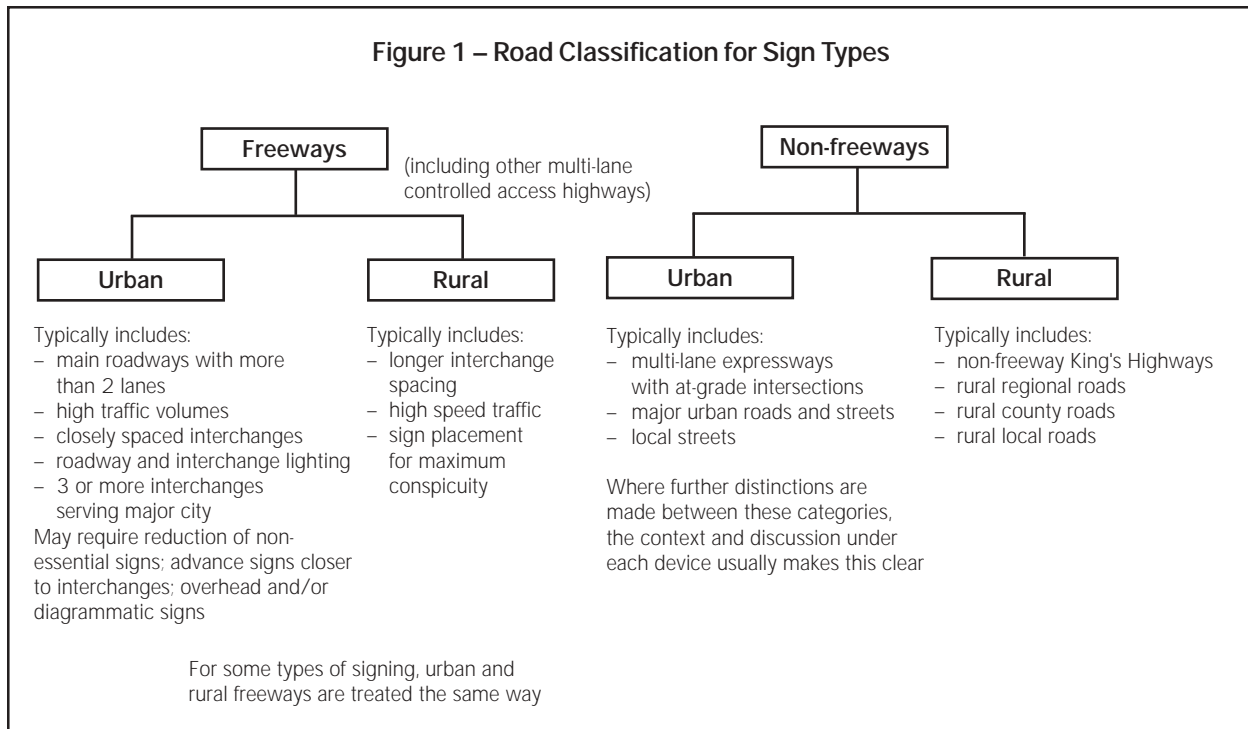 Figure 1 – Road Classification for Sign Types
Freeways
(including other multi-lane
controlled access highways)
Non-freeways
Urban
Typically includes:
– main roadways with more
than 2 lanes
– high traffic volumes
– closely spaced interchanges
– roadway and interchange lighting
– 3 or more interchanges
serving major city
May require reduction of non-
essential signs; advance signs closer
to interchanges; overhead and/or
diagrammatic signs
Rural
Typically includes:
– longer interchange
spacing
– high speed traffic
– sign placement
for maximum
conspicuity
For some types of signing, urban and
rural freeways are treated the same way
Urban
Typically includes:
– multi-lane expressways
with at-grade intersections
– major urban roads and streets
– local streets
Where further distinctions are
made between these categories,
the context and discussion under
each device usually makes this clear
Rural
Typically includes:
– non-freeway King's Highways
– rural regional roads
– rural county roads
– rural local roads